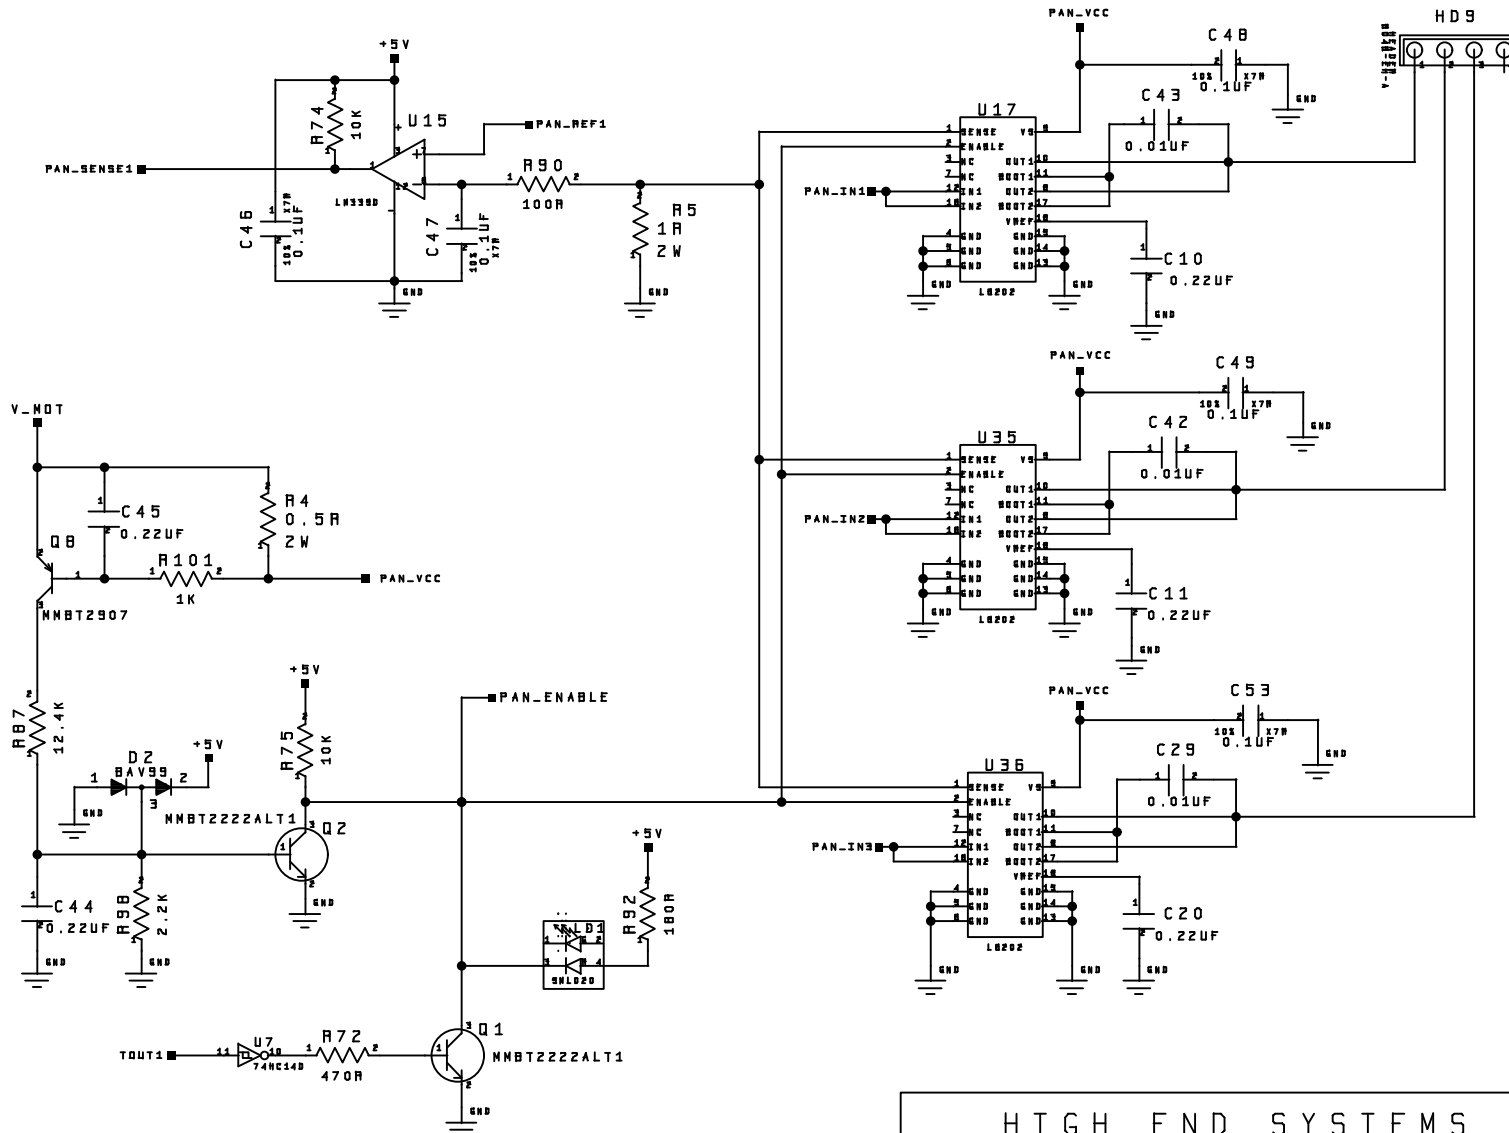 PAN_VCC
HD9
+5V
C48
10% X7R
0.1UF
GND
R74
10K
U15
PAN_REF1
PAN_SENSE1
LM339D
R90
100R
C46
0.1UF
10% X7R
C47
0.1UF
10% X7R
GND
R5
1R
2W
GND
U17
SENSE
ENABLE
NC
NC
IN1
IN2
GND
GND
GND
VS
OUT1
BOOT1
OUT2
BOOT2
VREF
GND
GND
GND
L6202
PAN_IN1
C43
0.01UF
C10
0.22UF
GND
GND
GND
PAN_VCC
C49
10% X7R
0.1UF
GND
U35
SENSE
ENABLE
NC
NC
IN1
IN2
GND
GND
GND
VS
OUT1
BOOT1
OUT2
BOOT2
VREF
GND
GND
GND
L6202
PAN_IN2
C42
0.01UF
C11
0.22UF
GND
GND
GND
V_MOT
C45
0.22UF
R4
0.5R
2W
Q8
R101
1K
PAN_VCC
MMBT2907
R87
12.4K
D2
BAV99
+5V
GND
+5V
R75
10K
PAN_ENABLE
MMBT2222ALT1
Q2
GND
C44
0.22UF
GND
R98
2.2K
GND
+5V
R92
180R
LD1
TOUT1
U7
74HC14D
R72
470R
Q1
MMBT2222ALT1
GND
PAN_VCC
C53
10% X7R
0.1UF
GND
U36
SENSE
ENABLE
NC
NC
IN1
IN2
GND
GND
GND
VS
OUT1
BOOT1
OUT2
BOOT2
VREF
GND
GND
GND
L6202
PAN_IN3
C29
0.01UF
C20
0.22UF
GND
GND
GND
HIGH END SYSTEMS